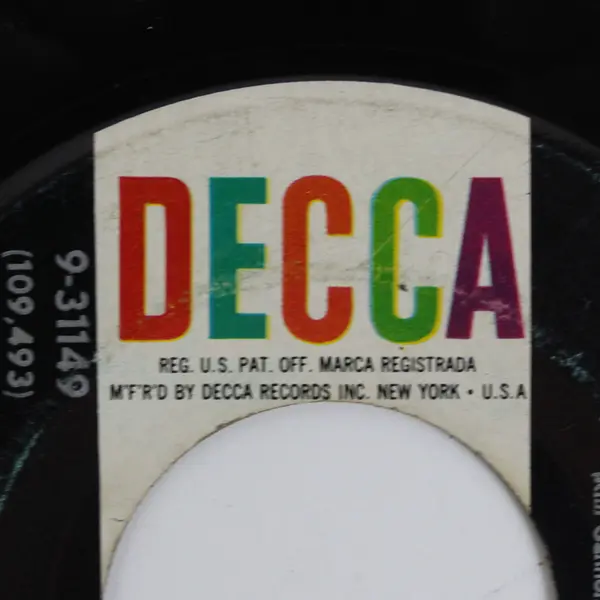 DECCA
REG. U.S. PAT. OFF. MARCA REGISTRADA
M'F'R'D BY DECCA RECORDS INC. NEW YORK • U.S.A
9-31149
(109,493)